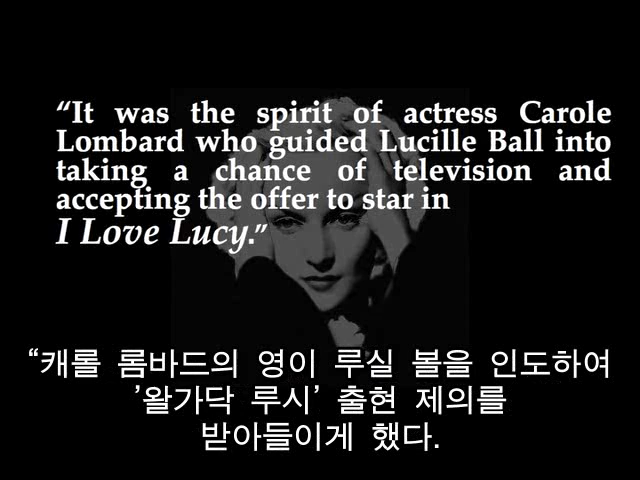 “It was the spirit of actress Carole
Lombard who guided Lucille Ball into
taking a chance of television and
accepting the offer to star in
I Love Lucy.”
“캐롤 롬바드의 영이 루실 볼을 인도하여
’왈가닥 루시’ 출현 제의를
받아들이게 했다.